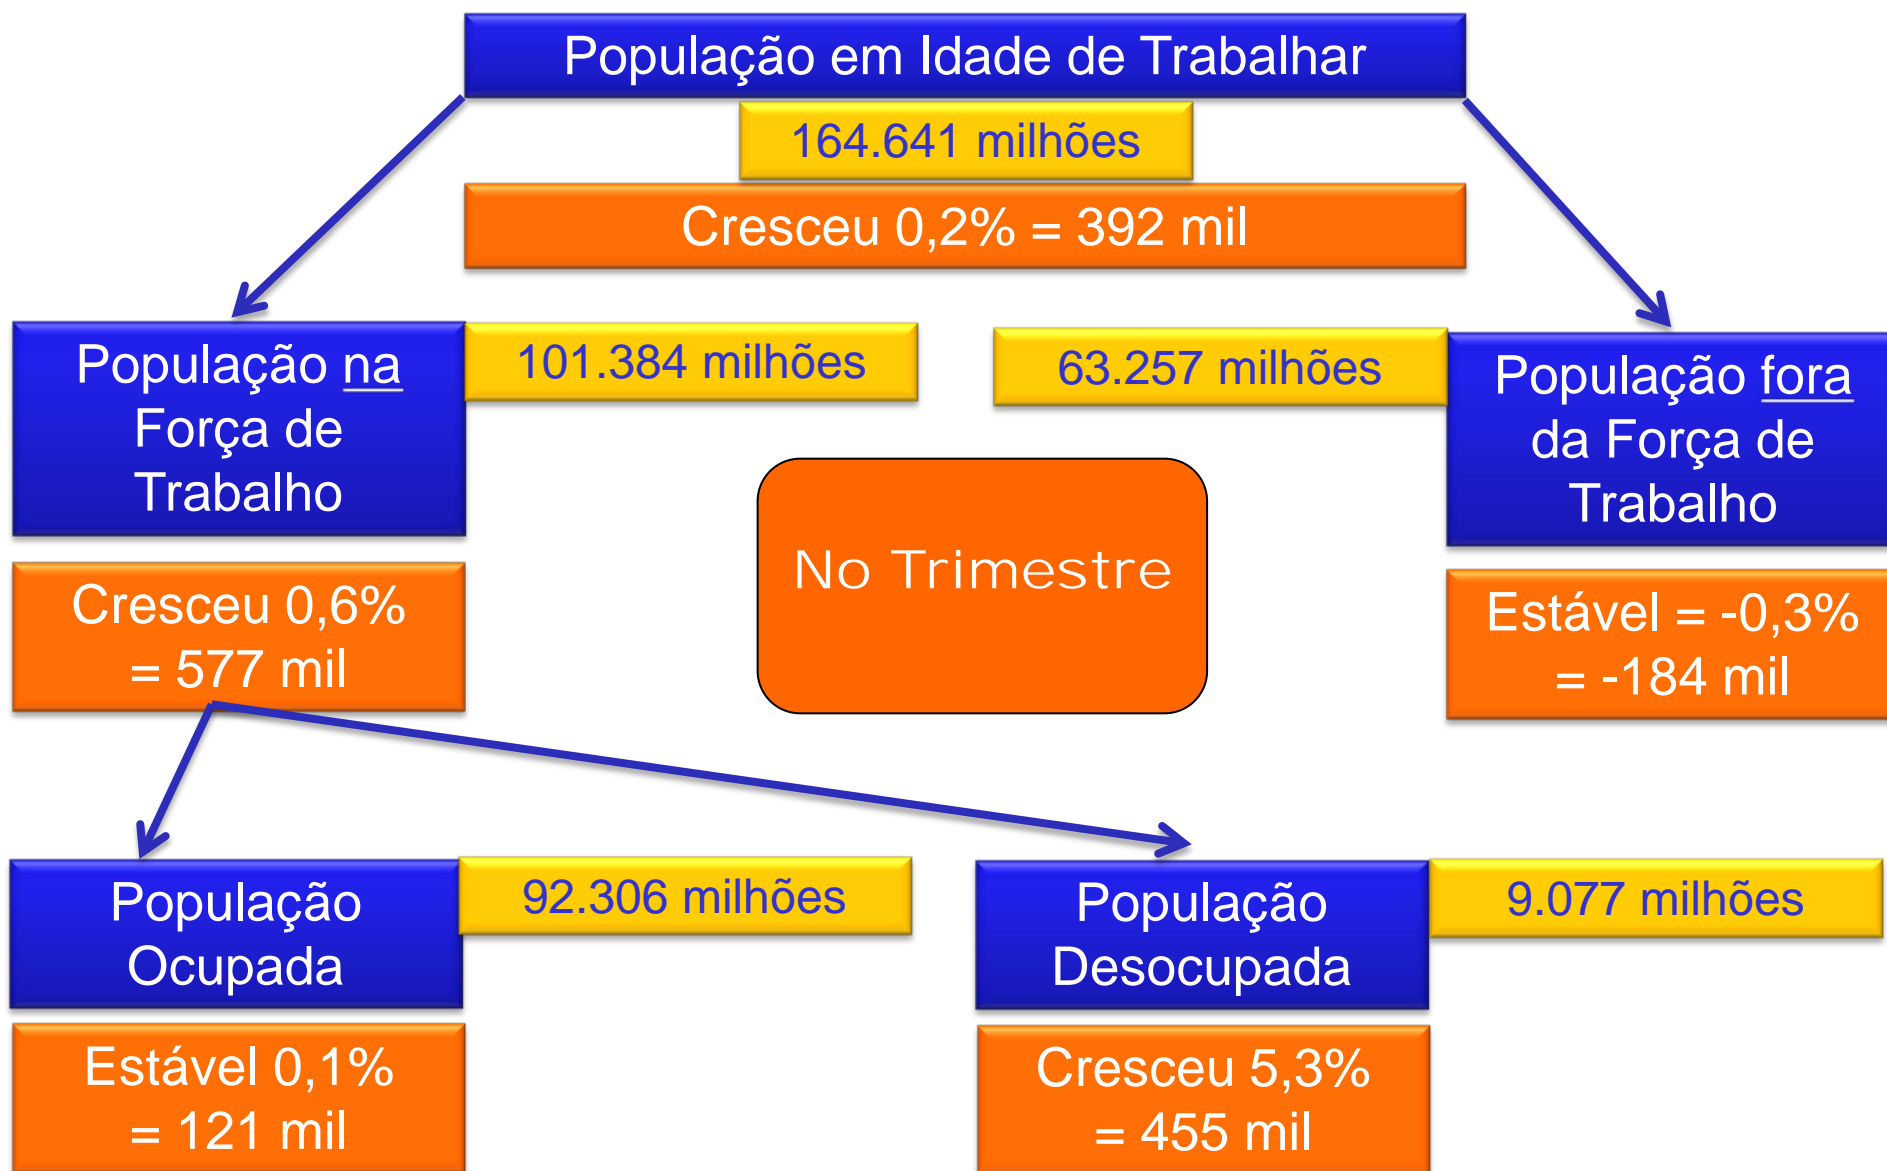 População em Idade de Trabalhar
164.641 milhões
Cresceu 0,2% = 392 mil
População na
Força de
Trabalho
101.384 milhões
Cresceu 0,6%
= 577 mil
63.257 milhões
População fora
da Força de
Trabalho
Estável = -0,3%
= -184 mil
No Trimestre
População
Ocupada
92.306 milhões
Estável 0,1%
= 121 mil
População
Desocupada
9.077 milhões
Cresceu 5,3%
= 455 mil